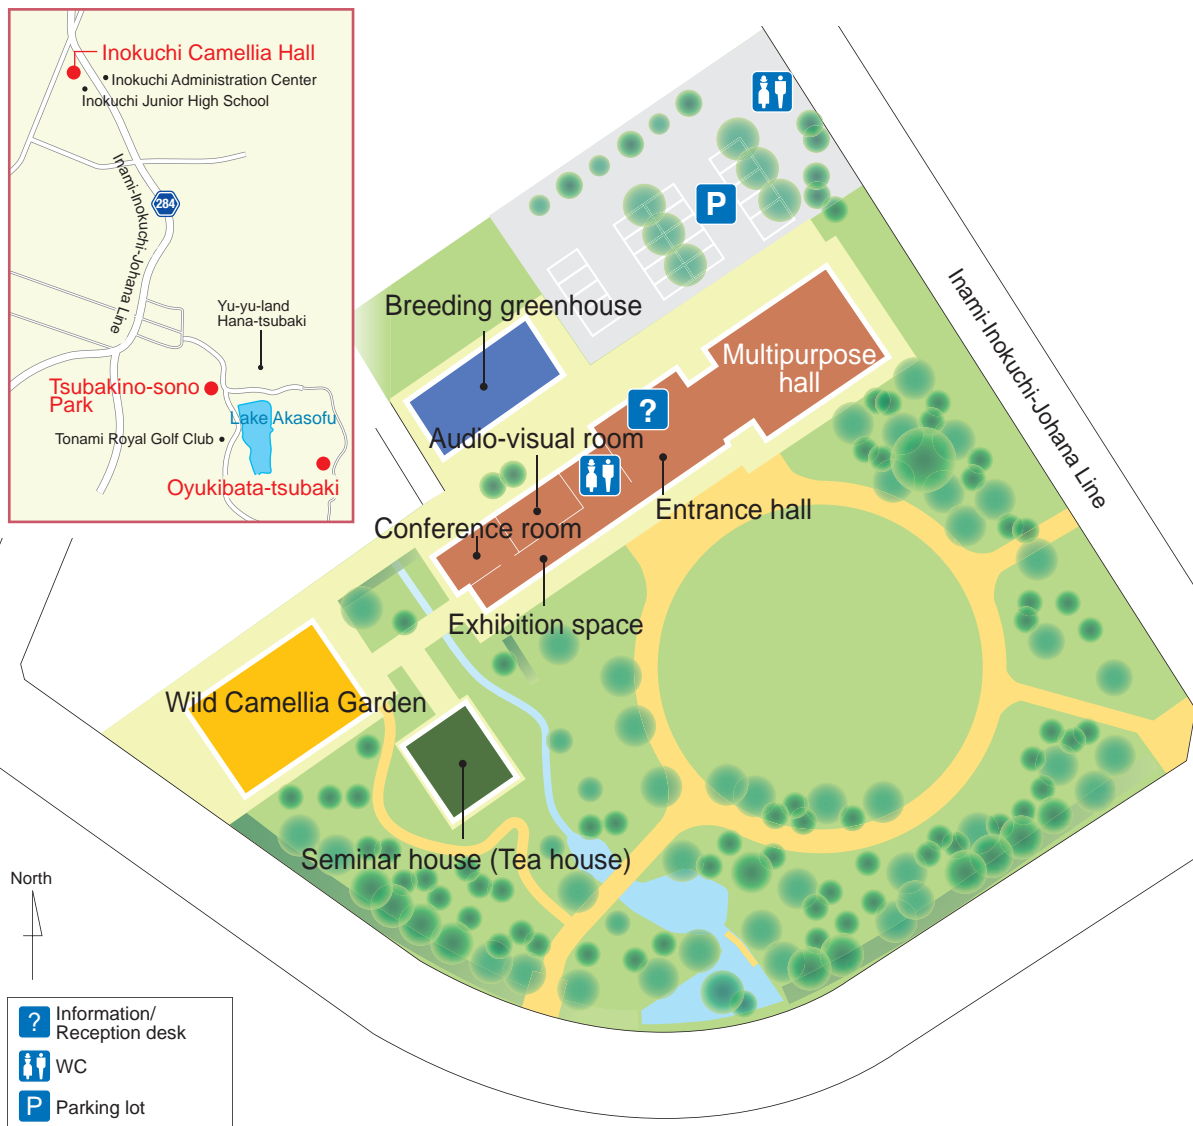 Inokuchi Camellia Hall
Inokuchi Administration Center
Inokuchi Junior High School
Inami-Inokuchi-Johana Line
284
Yu-yu-land
Hana-tsubaki
Tsubakino-sono
Park
Lake Akasofu
Tonami Royal Golf Club
Oyukibata-tsubaki
P
Inami-Inokuchi-Johana Line
Breeding greenhouse
Multipurpose
hall
?
Audio-visual room
Entrance hall
Conference room
Exhibition space
Wild Camellia Garden
Seminar house (Tea house)
North
?
Information/
Reception desk
WC
P
Parking lot